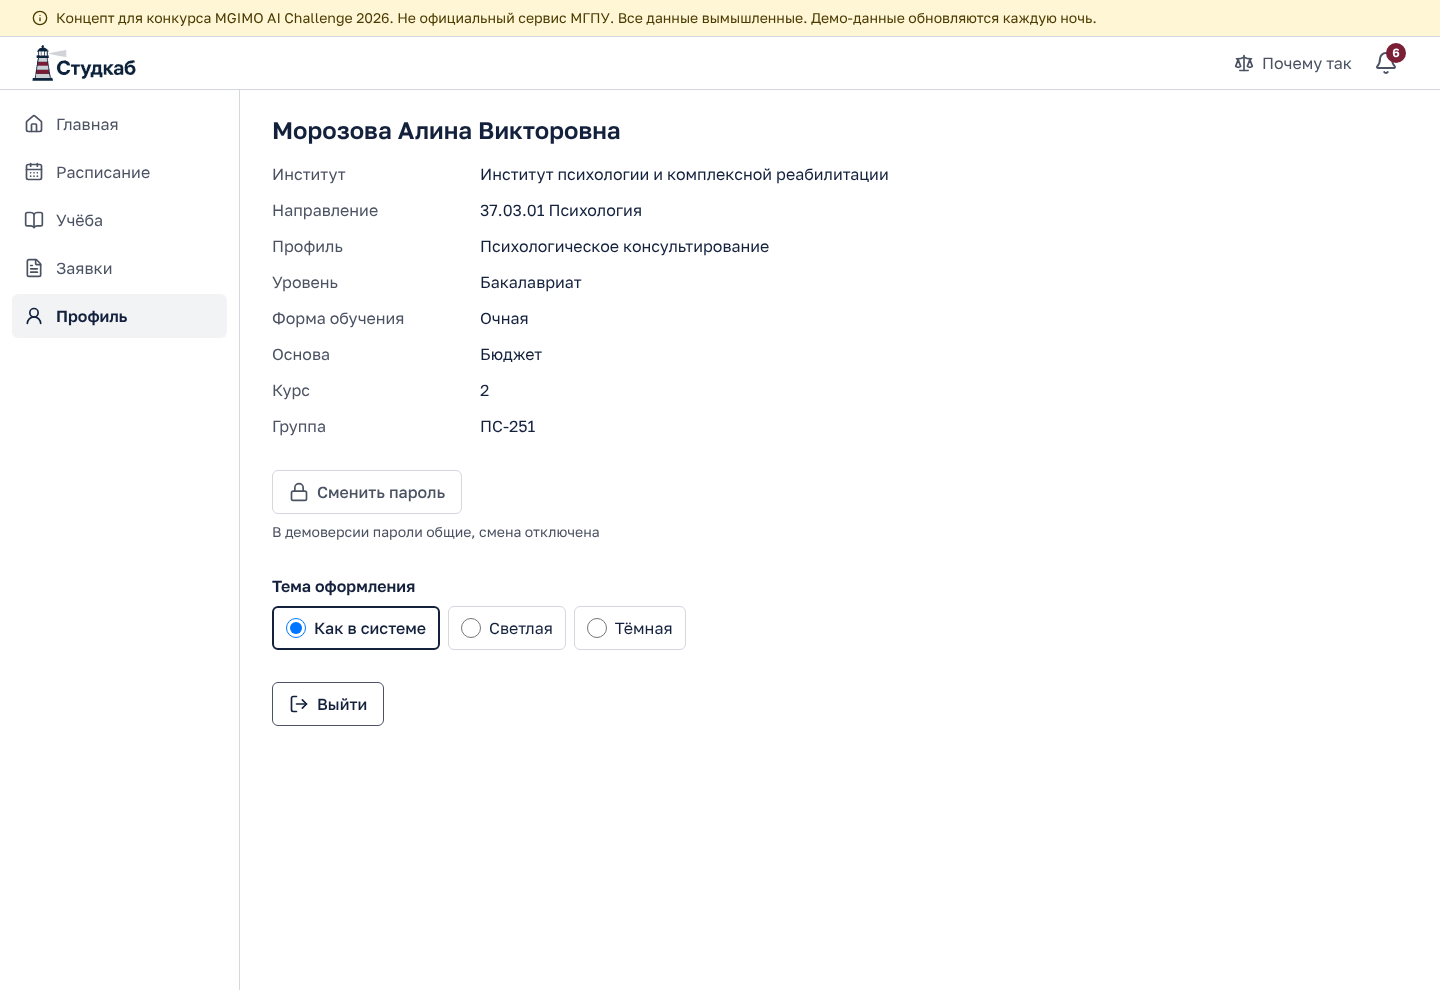 Концепт для конкурса MGIMO AI Challenge 2026. Не официальный сервис МГПУ. Все данные вымышленные. Демо-данные обновляются каждую ночь.
Студкаб
Почему так
6
Главная
Расписание
Учёба
Заявки
Профиль
Морозова Алина Викторовна
Институт Институт психологии и комплексной реабилитации
Направление 37.03.01 Психология
Профиль Психологическое консультирование
Уровень Бакалавриат
Форма обучения Очная
Основа Бюджет
Курс 2
Группа ПС-251
Сменить пароль
В демоверсии пароли общие, смена отключена
Тема оформления
Как в системе Светлая Тёмная
Выйти